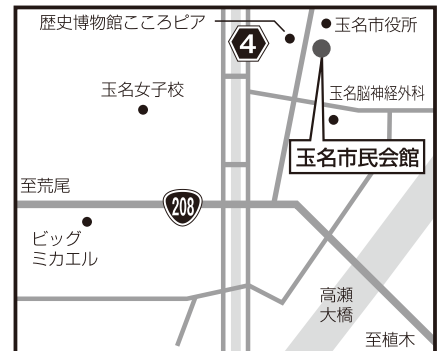 歴史博物館こころピア
玉名市役所
4
玉名女子校
玉名脳神経外科
玉名市民会館
至荒尾
208
ビッグ
ミカエル
高瀬
大橋
至植木